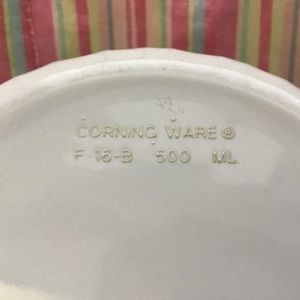 CORNING WARE®
F-16-B 500 ML